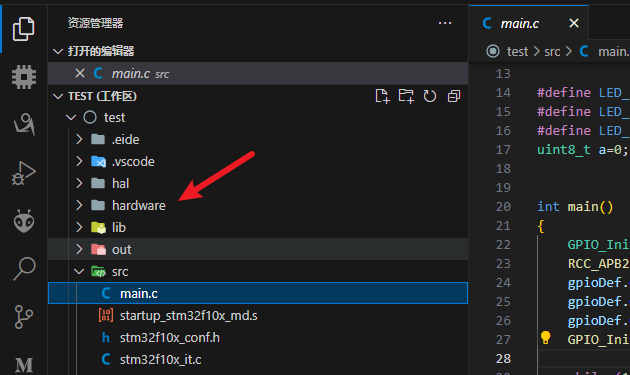 资源管理器
打开的编辑器
main.c src
TEST (工作区)
test
.eide
.vscode
hal
hardware
lib
out
src
main.c
startup_stm32f10x_md.s
stm32f10x_conf.h
stm32f10x_it.c
main.c
test > src > main.
13
14 #define LED_
15 #define LED_
16 #define LED_
17 uint8_t a=0;
18
19
20 int main()
21 {
22 GPIO_Ini
23 RCC_APB2
24 gpioDef.
25 gpioDef.
26 gpioDef.
27 GPIO_Ini
28